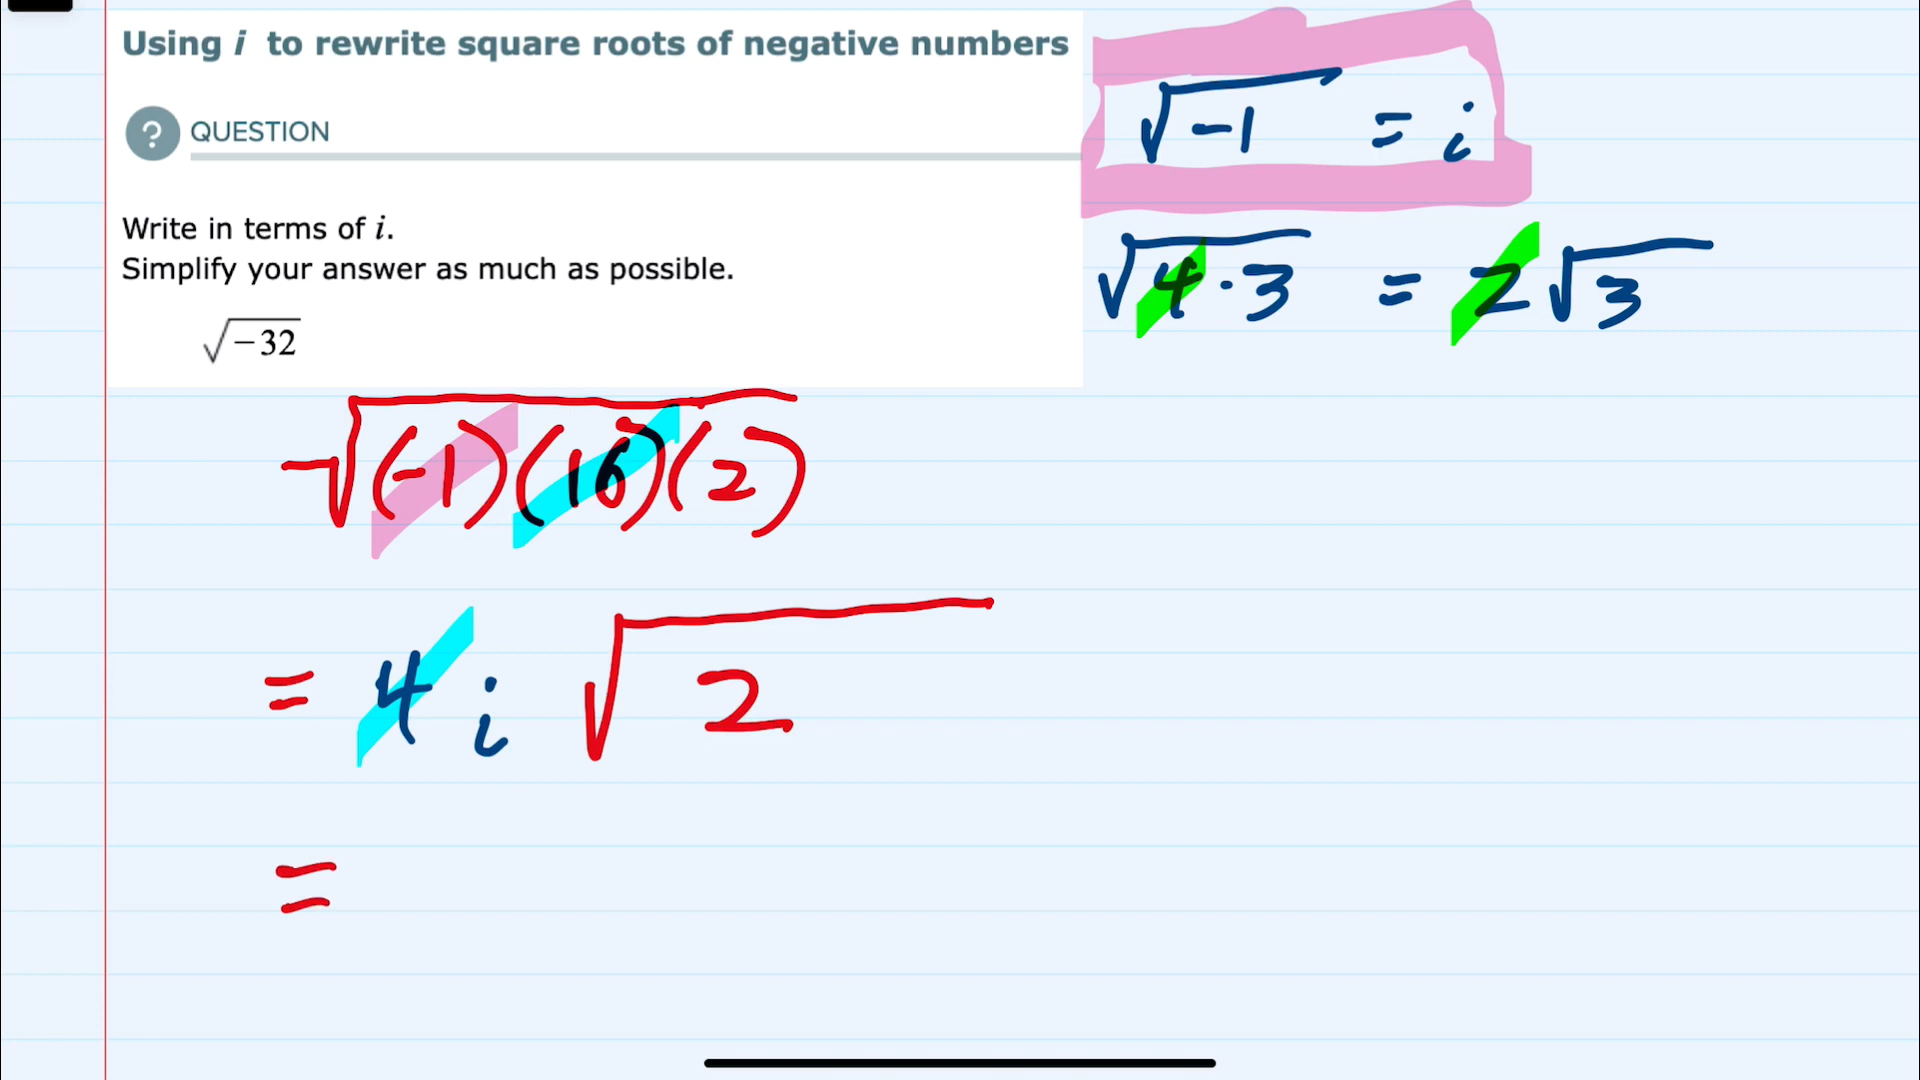 Using i to rewrite square roots of negative numbers
? QUESTION
Write in terms of i.
Simplify your answer as much as possible.
√−32
√-1 = i
√4·3 = 2√3
√(-1)(16)(2)
= 4i √2
=